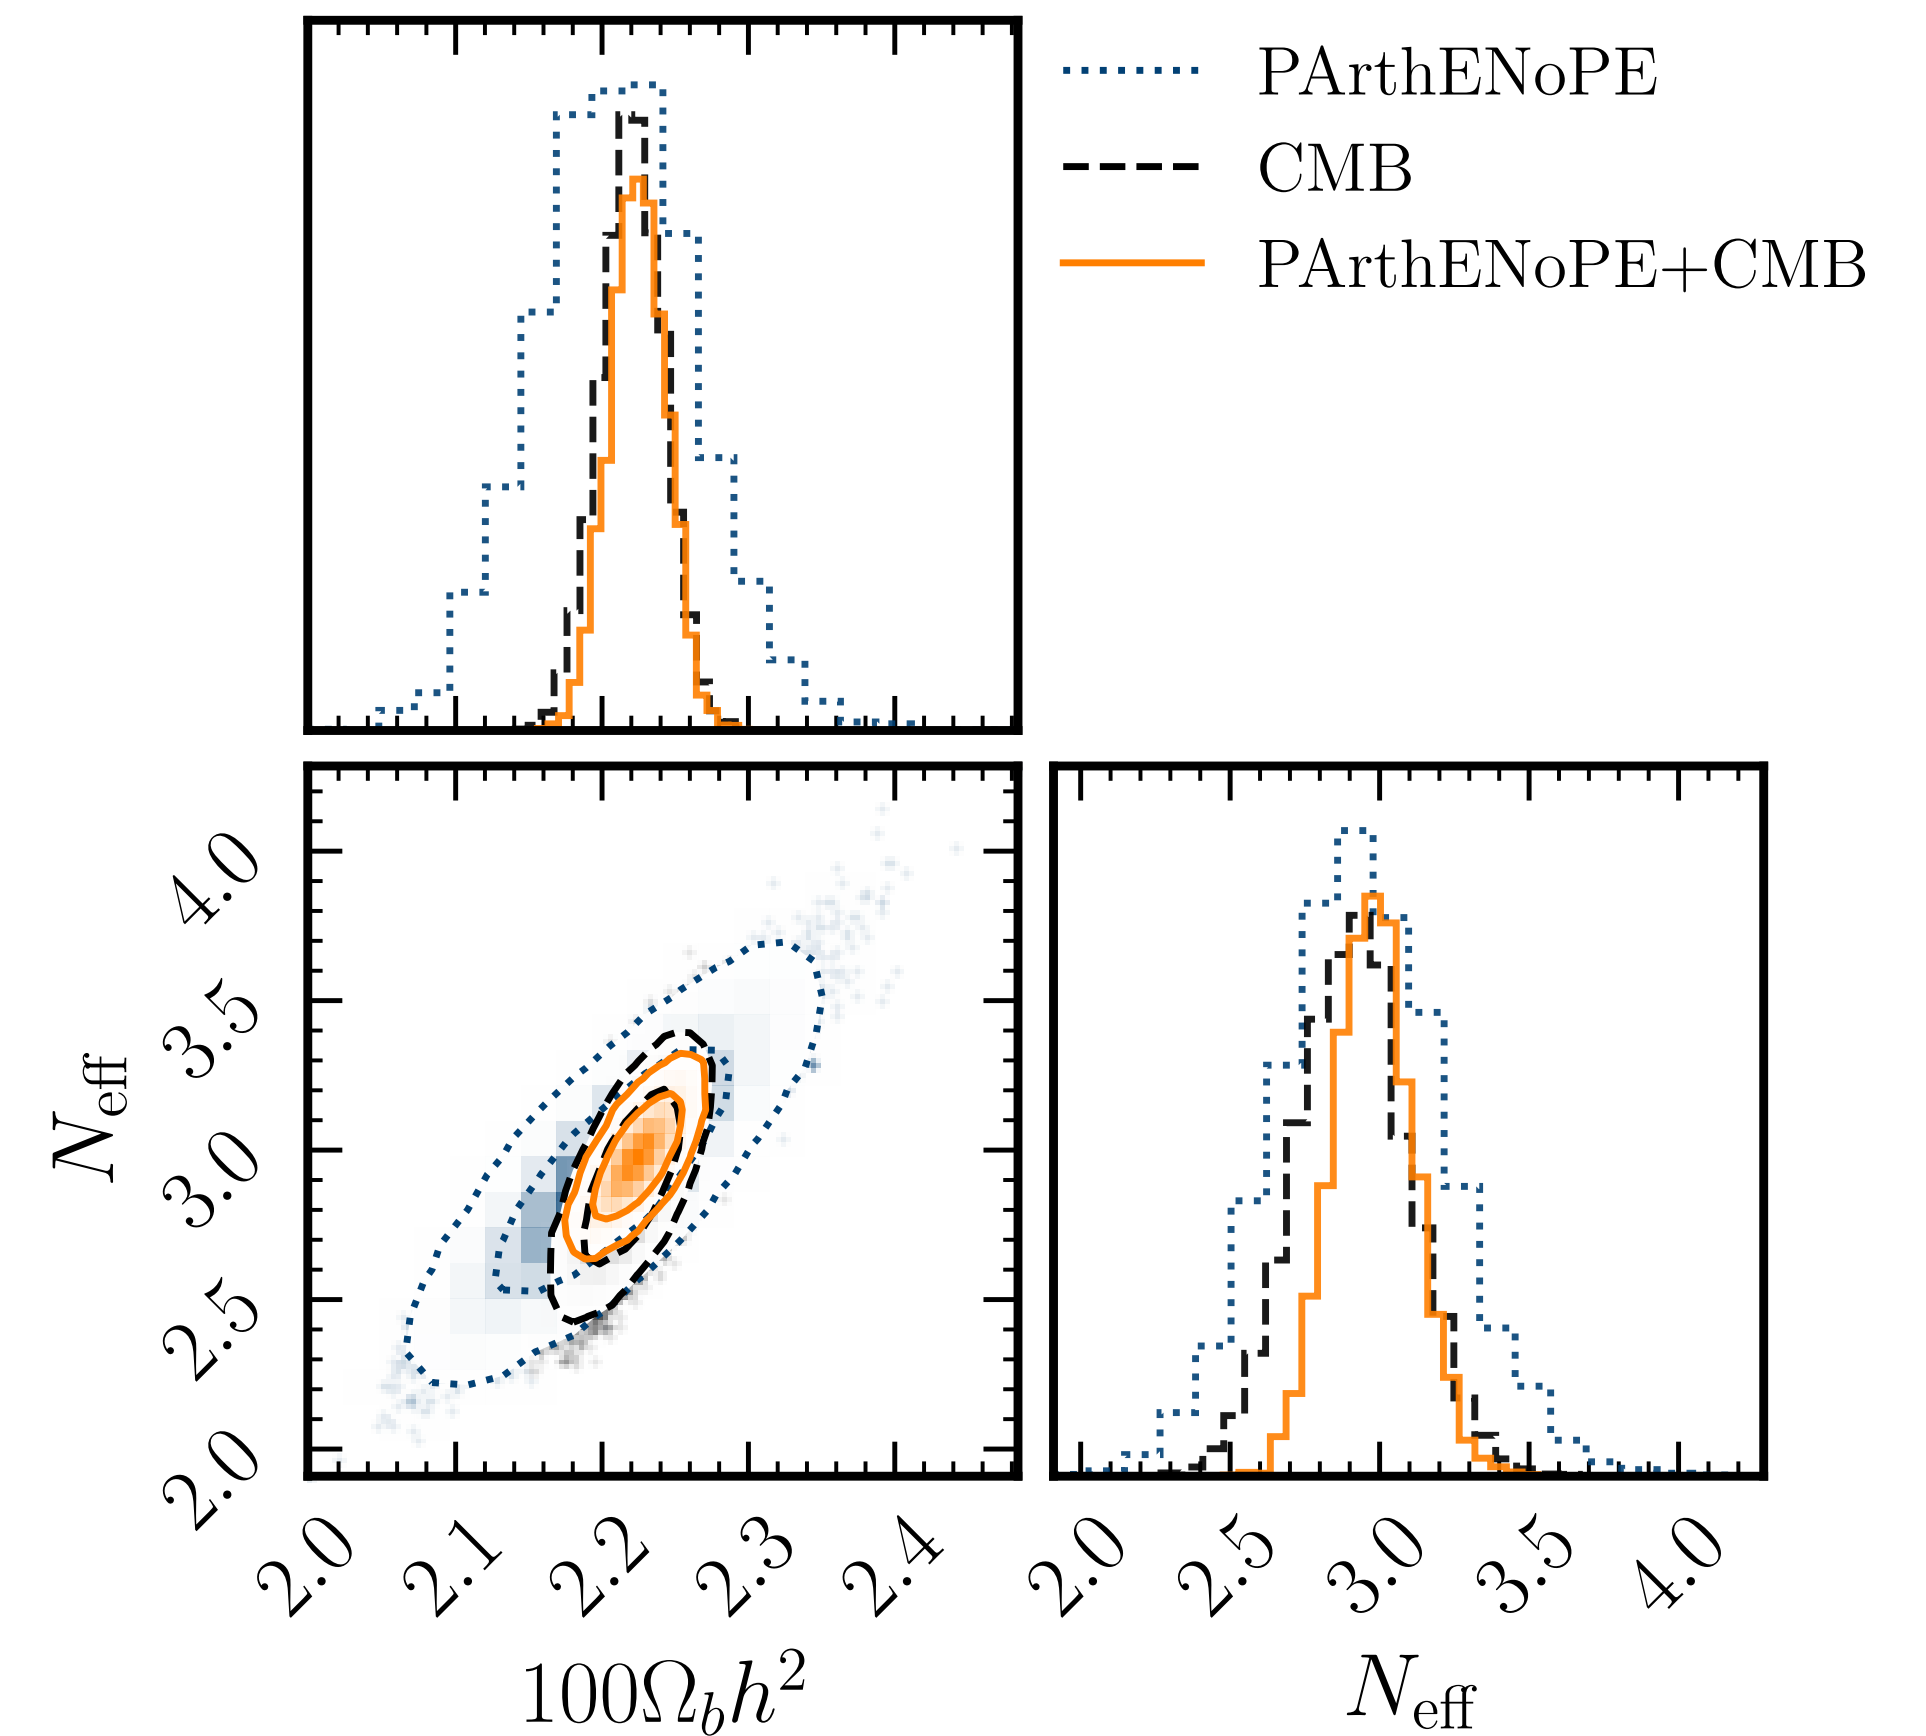 PArthENoPE
CMB
PArthENoPE+CMB
N_eff
4.0
3.5
3.0
2.5
2.0
2.0 2.1 2.2 2.3 2.4
100Ω_b h²
2.0 2.5 3.0 3.5 4.0
N_eff